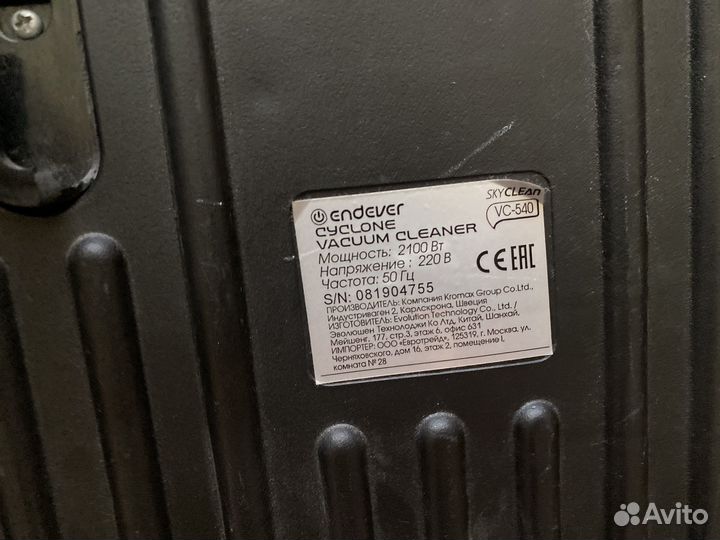 SKYCLEAN
VC-540
ENDEVER
CYCLONE
VACUUM CLEANER
Мощность: 2100 Вт
Напряжение: 220 В
Частота: 50 Гц
S/N: 081904755
CE EAC
ПРОИЗВОДИТЕЛЬ: Компания Kromax Group Co.Ltd.,
Индустриваген 2, Карлскрона, Швеция
ИЗГОТОВИТЕЛЬ: Evolution Technology Co., Ltd. /
Эволюшен Технолоджи Ко Лтд, Китай, Шанхай,
Мейшенг, 177, стр.3, этаж 6, офис 631
ИМПОРТЕР: ООО «Евротрейд», 125319, г. Москва, ул.
Черняховского, дом 16, этаж 2, помещение I,
комната № 28
Avito